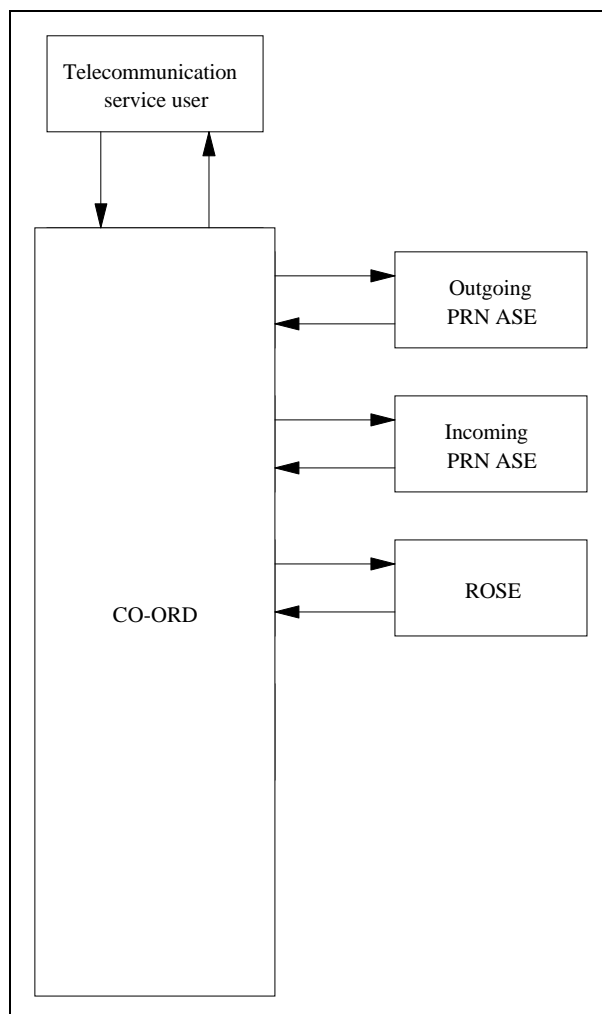 Telecommunication
service user
Outgoing
PRN ASE
Incoming
PRN ASE
ROSE
CO-ORD